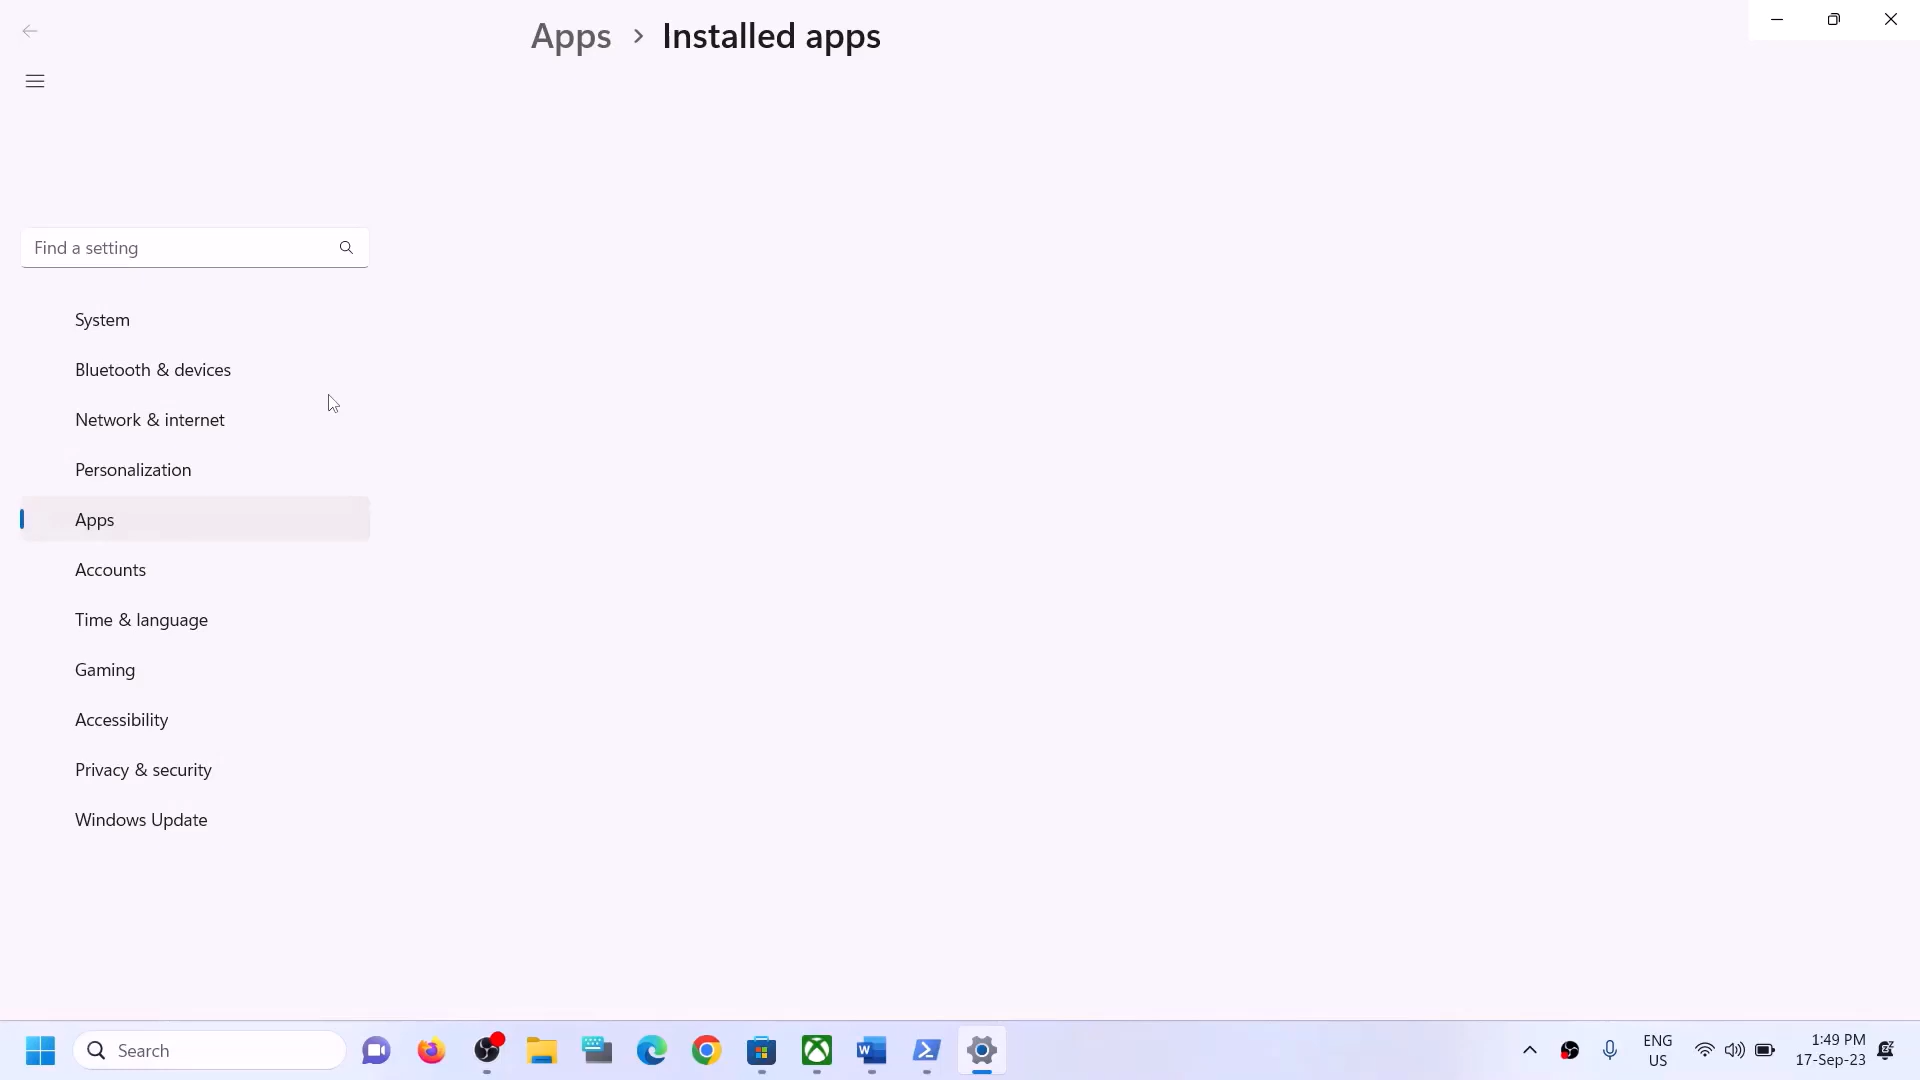 Apps > Installed apps
Find a setting
System
Bluetooth & devices
Network & internet
Personalization
Apps
Accounts
Time & language
Gaming
Accessibility
Privacy & security
Windows Update
Search
ENG
US
1:49 PM
17-Sep-23